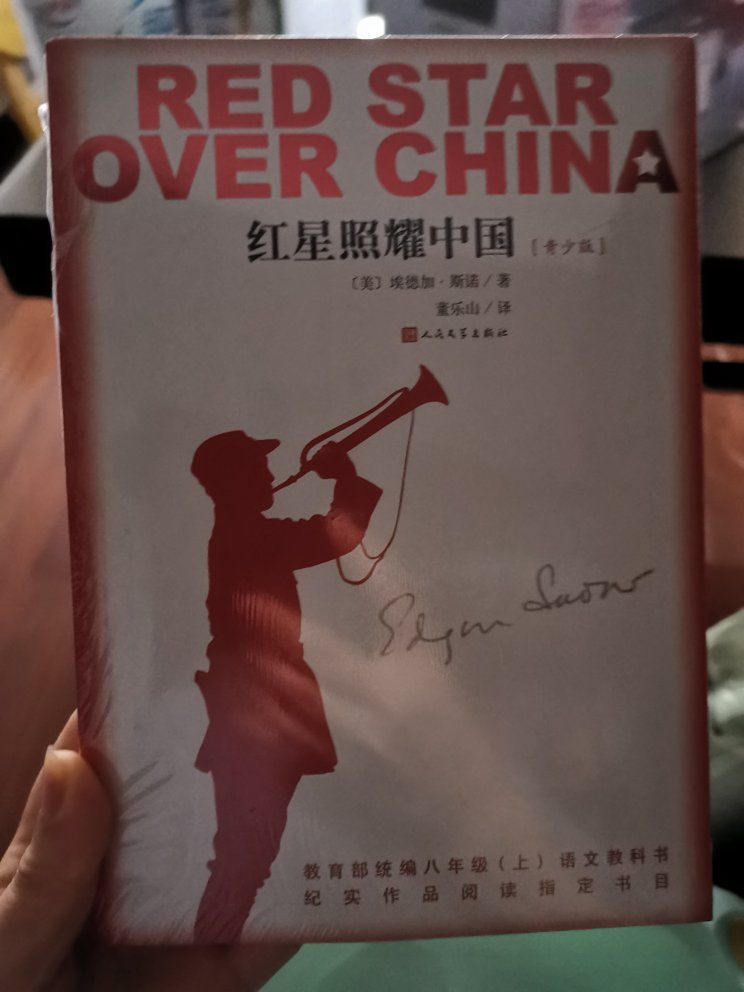 RED STAR
OVER CHINA
红星照耀中国 [青少版]
〔美〕埃德加·斯诺/著
董乐山/译
人民文学出版社
Edgar Snow
教育部统编八年级(上)语文教科书
纪实作品阅读指定书目